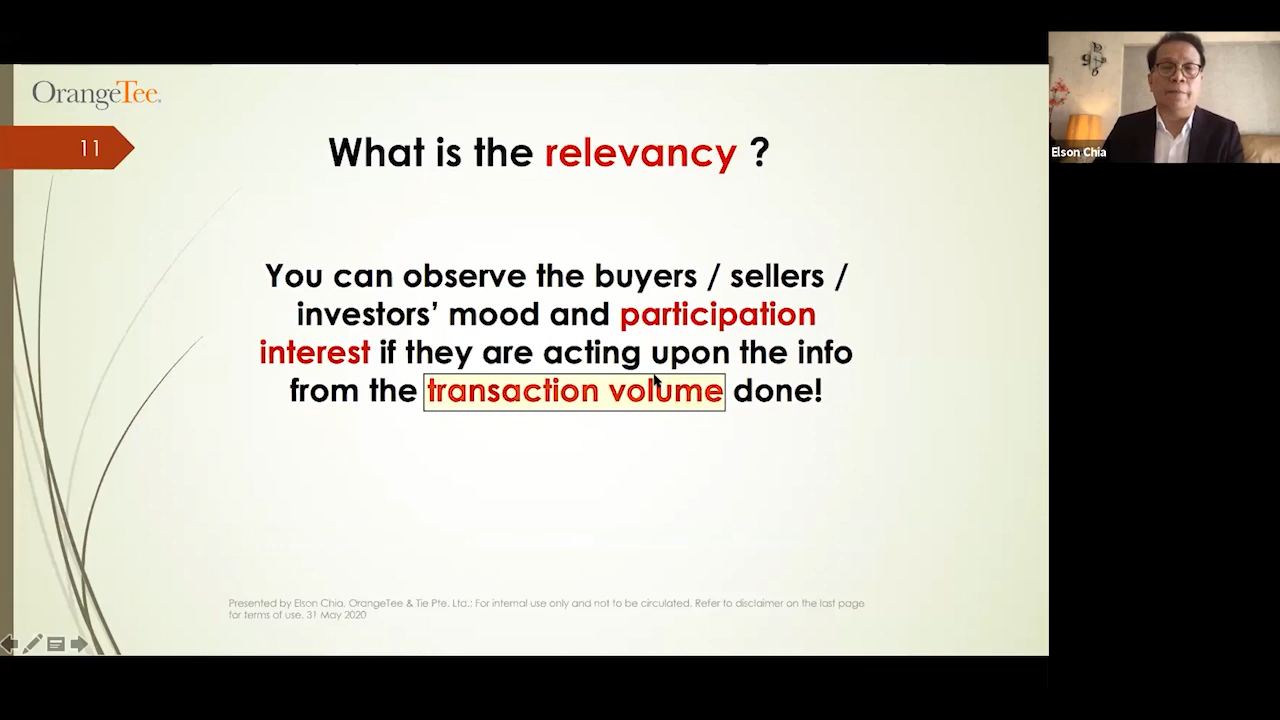 OrangeTee
11
What is the relevancy ?
You can observe the buyers / sellers /
investors’ mood and participation
interest if they are acting upon the info
from the transaction volume done!
Presented by Elson Chia, OrangeTee & Tie Pte. Lta.; For internal use only and not to be circulated. Refer to disclaimer on the last page
for terms of use. 31 May 2020
Elson Chia